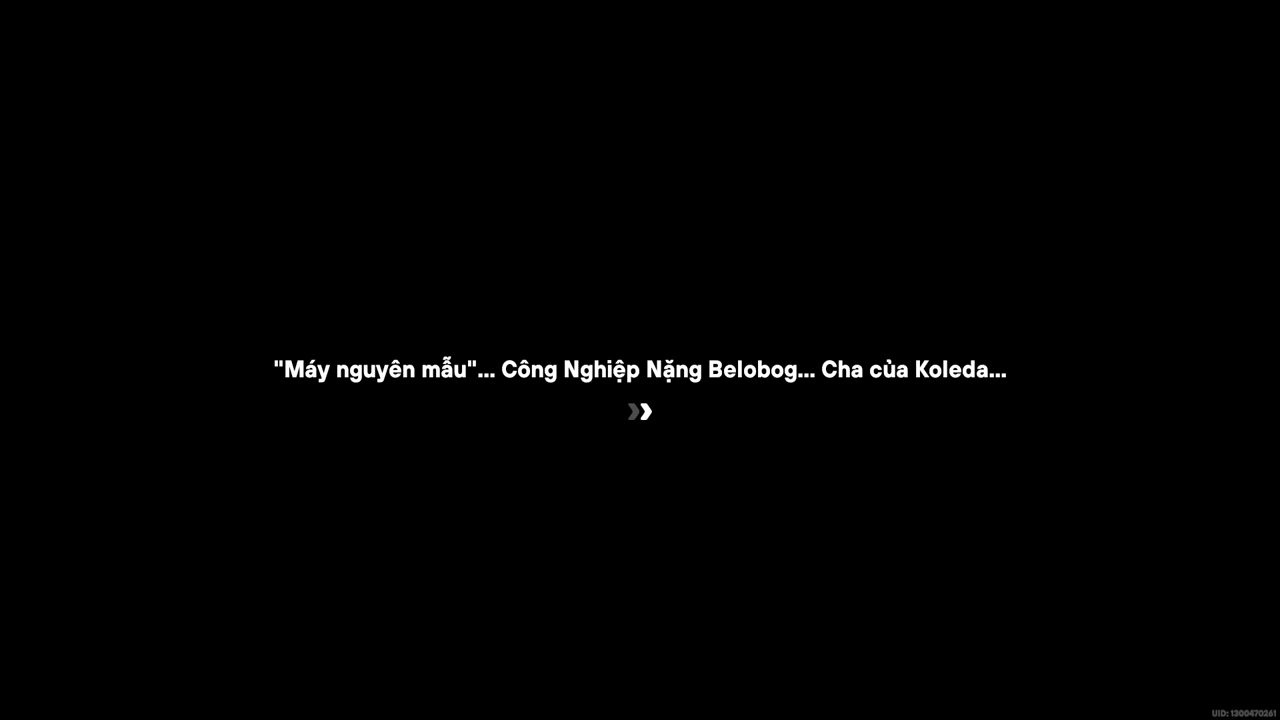 "Máy nguyên mẫu"... Công Nghiệp Nặng Belobog... Cha của Koleda...
UID: 1300470261